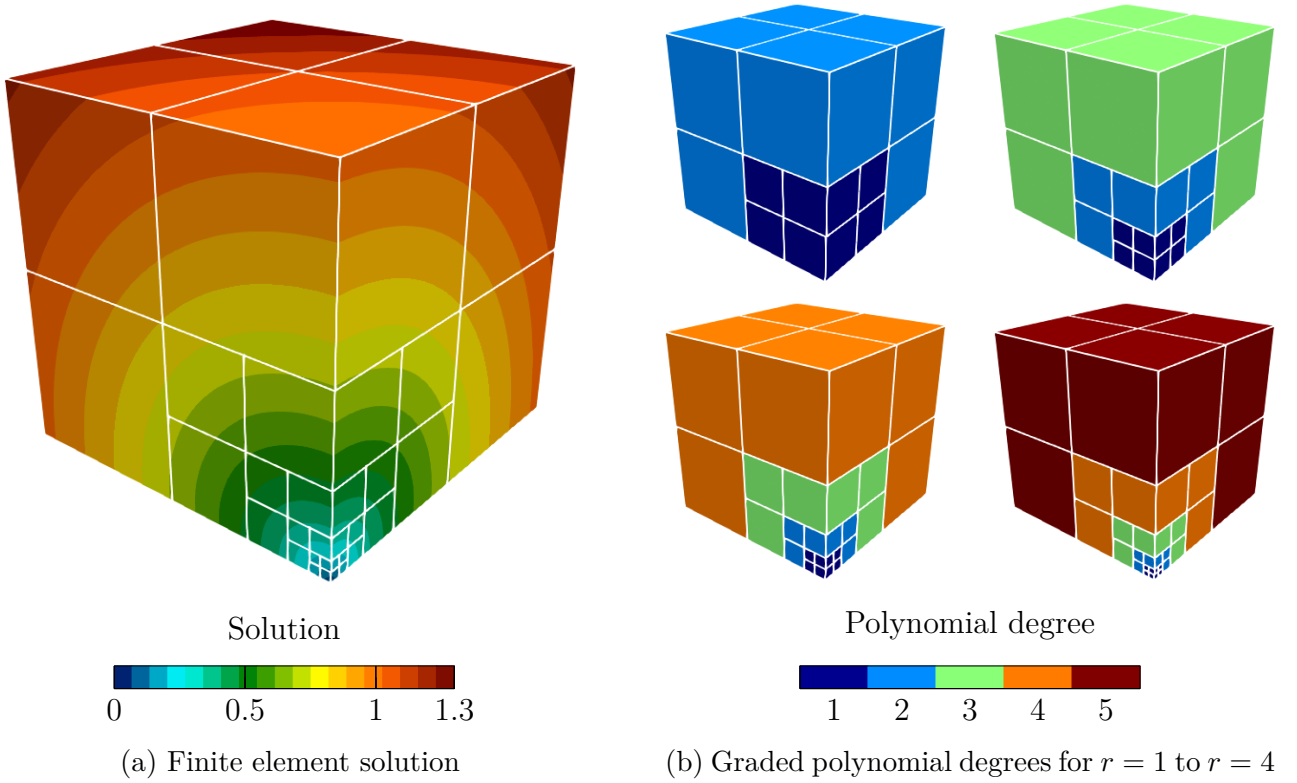 Solution
0 0.5 1 1.3
(a) Finite element solution
Polynomial degree
1 2 3 4 5
(b) Graded polynomial degrees for r = 1 to r = 4